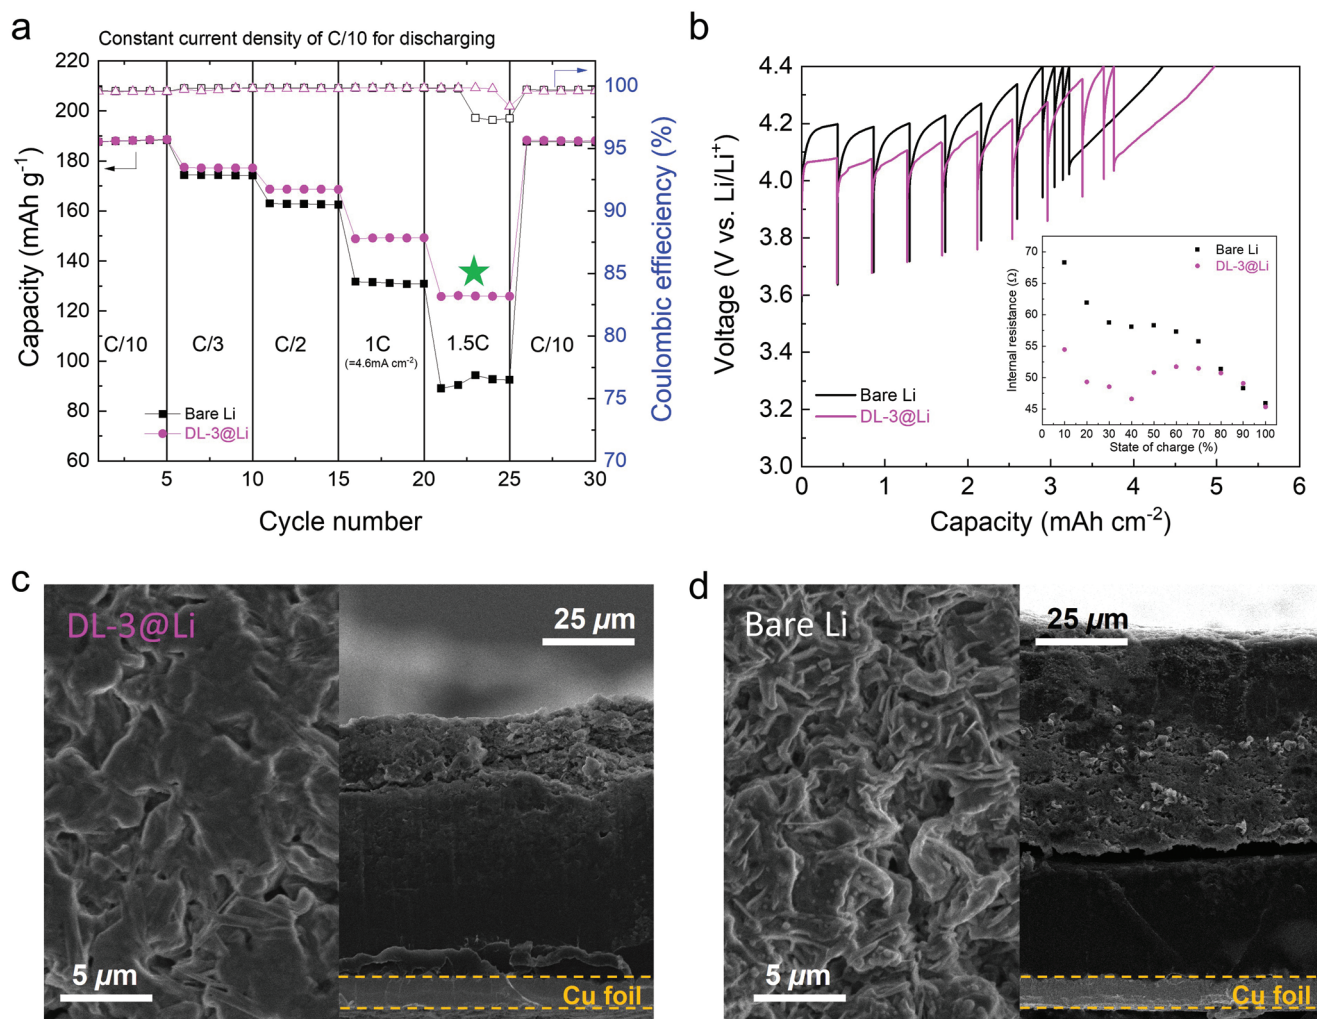 a
Constant current density of C/10 for discharging
220
200
180
160
140
120
100
80
60
Capacity (mAh g-1)
100
95
90
85
80
75
70
Coulombic effieciency (%)
C/10
C/3
C/2
1C
(=4.6mA cm-2)
1.5C
C/10
Bare Li
DL-3@Li
5
10
15
20
25
30
Cycle number
b
4.4
4.2
4.0
3.8
3.6
3.4
3.2
3.0
Voltage (V vs. Li/Li+)
Bare Li
DL-3@Li
0
1
2
3
4
5
6
Capacity (mAh cm-2)
70
65
60
55
50
45
Internal resistance (Ω)
Bare Li
DL-3@Li
0 10 20 30 40 50 60 70 80 90 100
State of charge (%)
c
DL-3@Li
25 µm
5 µm
Cu foil
d
Bare Li
25 µm
5 µm
Cu foil